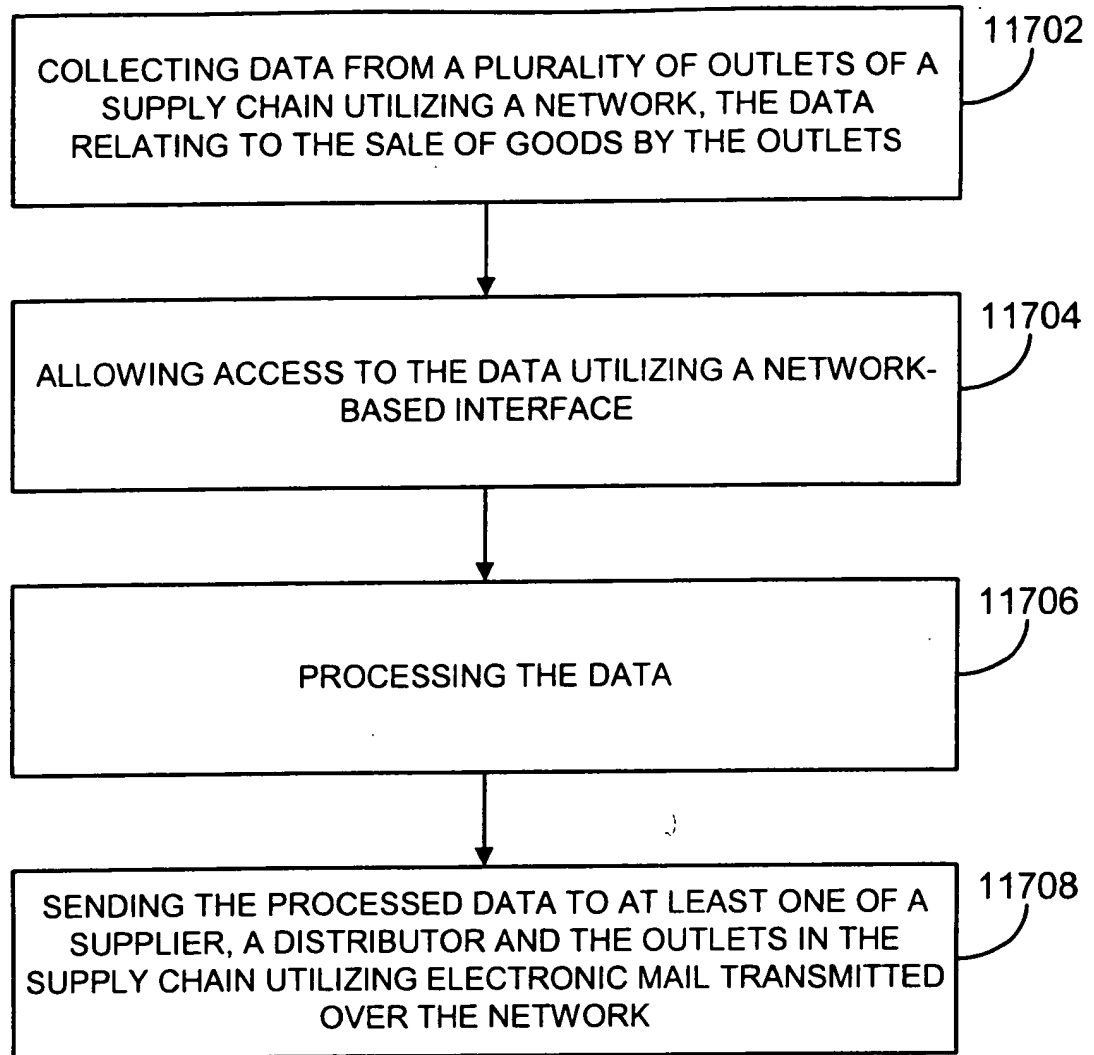 11702
COLLECTING DATA FROM A PLURALITY OF OUTLETS OF A
SUPPLY CHAIN UTILIZING A NETWORK, THE DATA
RELATING TO THE SALE OF GOODS BY THE OUTLETS
11704
ALLOWING ACCESS TO THE DATA UTILIZING A NETWORK-
BASED INTERFACE
11706
PROCESSING THE DATA
11708
SENDING THE PROCESSED DATA TO AT LEAST ONE OF A
SUPPLIER, A DISTRIBUTOR AND THE OUTLETS IN THE
SUPPLY CHAIN UTILIZING ELECTRONIC MAIL TRANSMITTED
OVER THE NETWORK